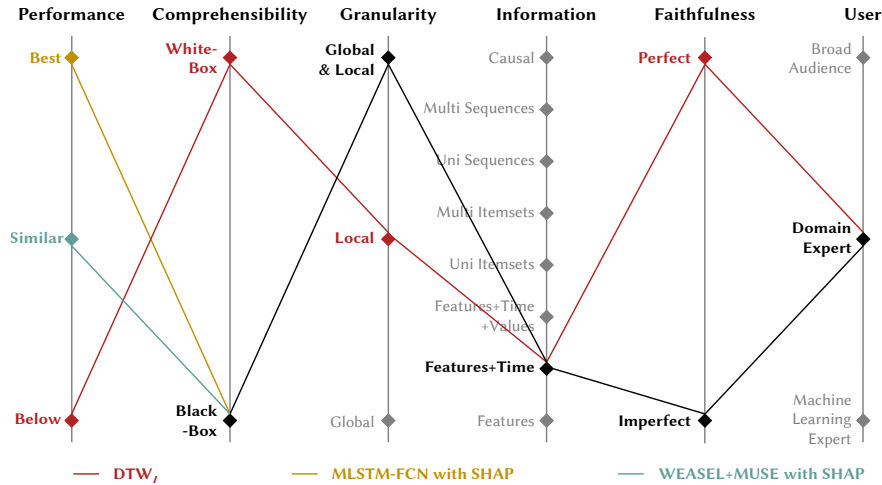 Performance Comprehensibility Granularity Information Faithfulness User
Best
White-
Box
Global
& Local
Causal
Perfect
Broad
Audience
Multi Sequences
Uni Sequences
Similar
Local
Multi Itemsets
Domain
Expert
Uni Itemsets
Features+Time
+Values
Features+Time
Below
Black
-Box
Global
Features
Imperfect
Machine
Learning
Expert
DTW_I MLSTM-FCN with SHAP WEASEL+MUSE with SHAP